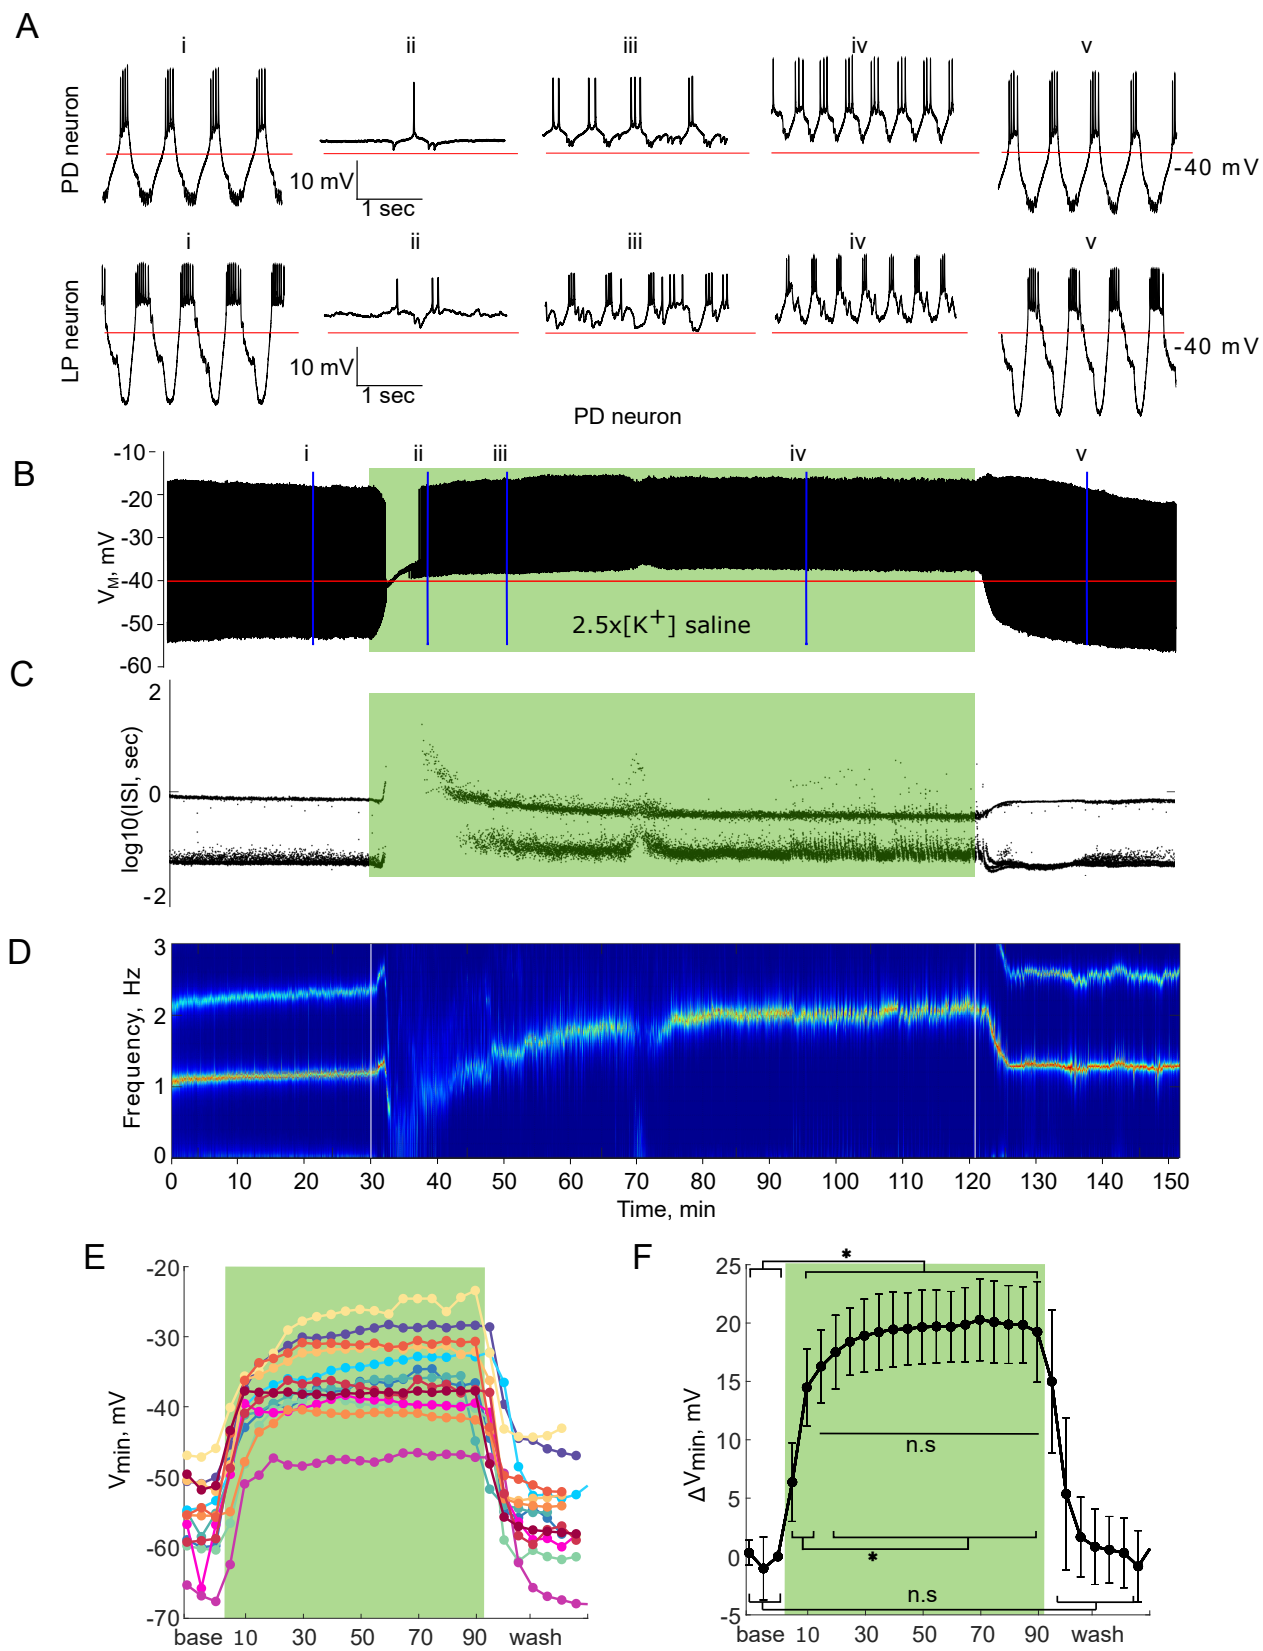 A
i ii iii iv v
PD neuron
10 mV
1 sec
-40 mV
i ii iii iv v
LP neuron
10 mV
1 sec
-40 mV
PD neuron
B
i ii iii iv v
-10
-20
-30
-40
-50
-60
VM, mV
2.5x[K+] saline
C
2
0
-2
log10(ISI, sec)
D
3
2
1
0
Frequency, Hz
0 10 20 30 40 50 60 70 80 90 100 110 120 130 140 150
Time, min
E
-20
-30
-40
-50
-60
-70
Vmin, mV
base 10 30 50 70 90 wash
F
25
20
15
10
5
0
-5
ΔVmin, mV
*
n.s
*
n.s
base 10 30 50 70 90 wash